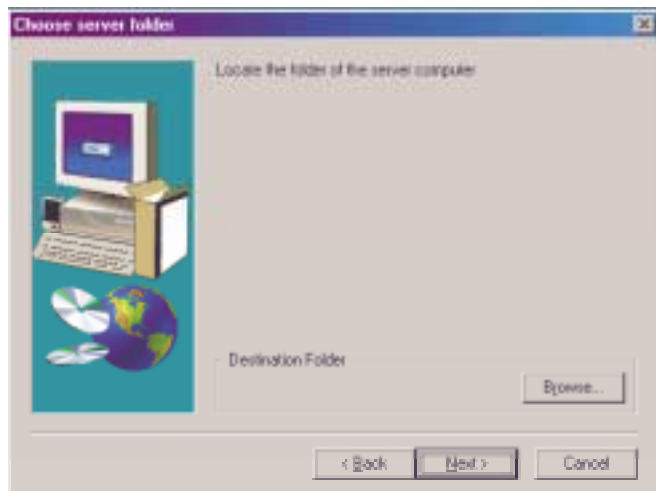 Choose server folder
Locate the folder of the server computer
Destination Folder
Browse...
< Back
Next >
Cancel